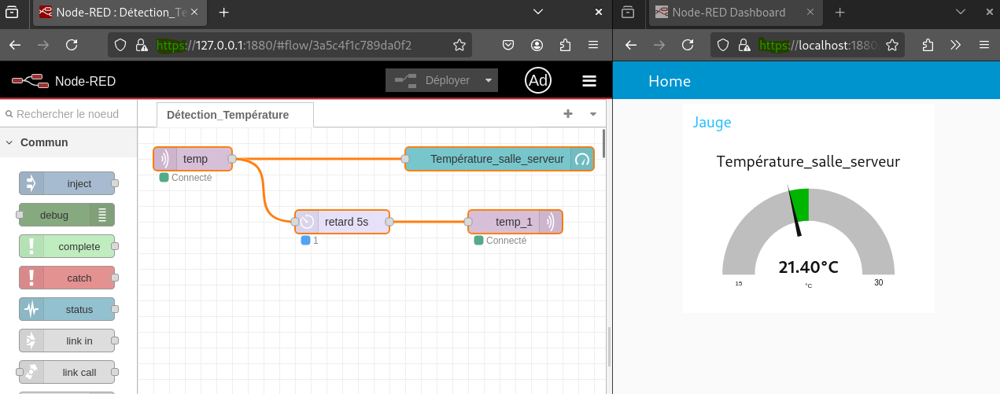 Node-RED : Détection_Te
https://127.0.0.1:1880/#flow/3a5c4f1c789da0f2
Node-RED
Déployer
Ad
Rechercher le noeud
Détection_Température
Commun
inject
debug
complete
catch
status
link in
link call
temp
Connecté
Température_salle_serveur
retard 5s
1
temp_1
Connecté
Node-RED Dashboard
https://localhost:1880
Home
Jauge
Température_salle_serveur
21.40°C
15
°C
30